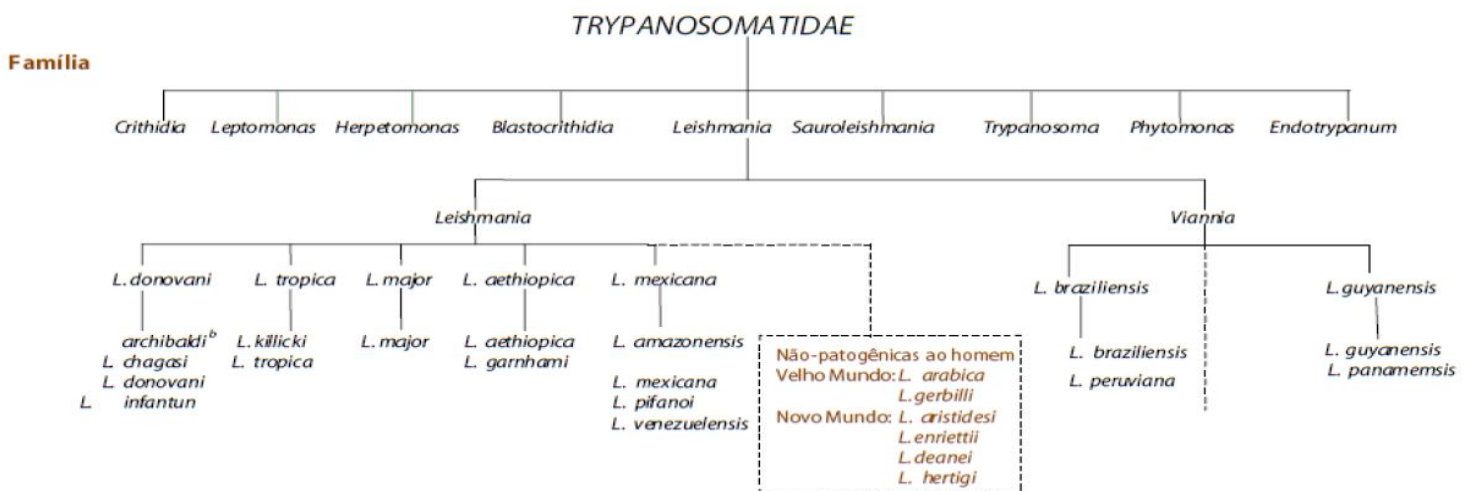 TRYPANOSOMATIDAE
Família
Crithidia Leptomonas Herpetomonas Blastocrithidia Leishmania Sauroleishmania Trypanosoma Phytomonas Endotrypanum
Leishmania Viannia
L. donovani L. tropica L. major L. aethiopica L. mexicana L. braziliensis L. guyanensis
archibaldi b
L. chagasi
L. donovani
L. infantun
L. killicki
L. tropica
L. major
L. aethiopica
L. garnhami
L. amazonensis
L. mexicana
L. pifanoi
L. venezuelensis
Não-patogênicas ao homem
Velho Mundo: L. arabica
L. gerbilli
Novo Mundo: L. aristidesi
L. enriettii
L. deanei
L. hertigi
L. braziliensis
L. peruviana
L. guyanensis
L. panamemsis